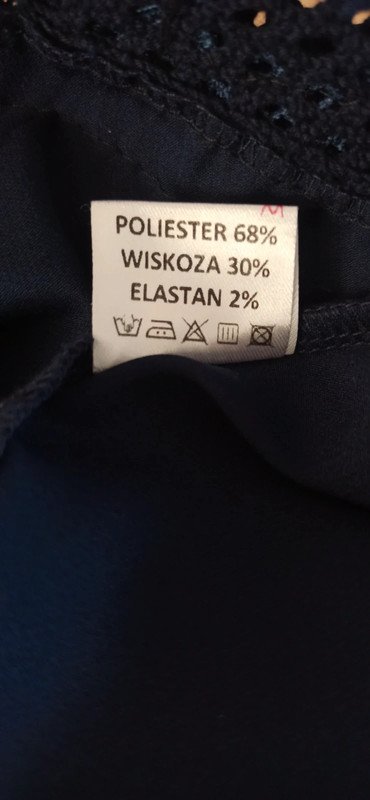 M
POLIESTER 68%
WISKOZA 30%
ELASTAN 2%